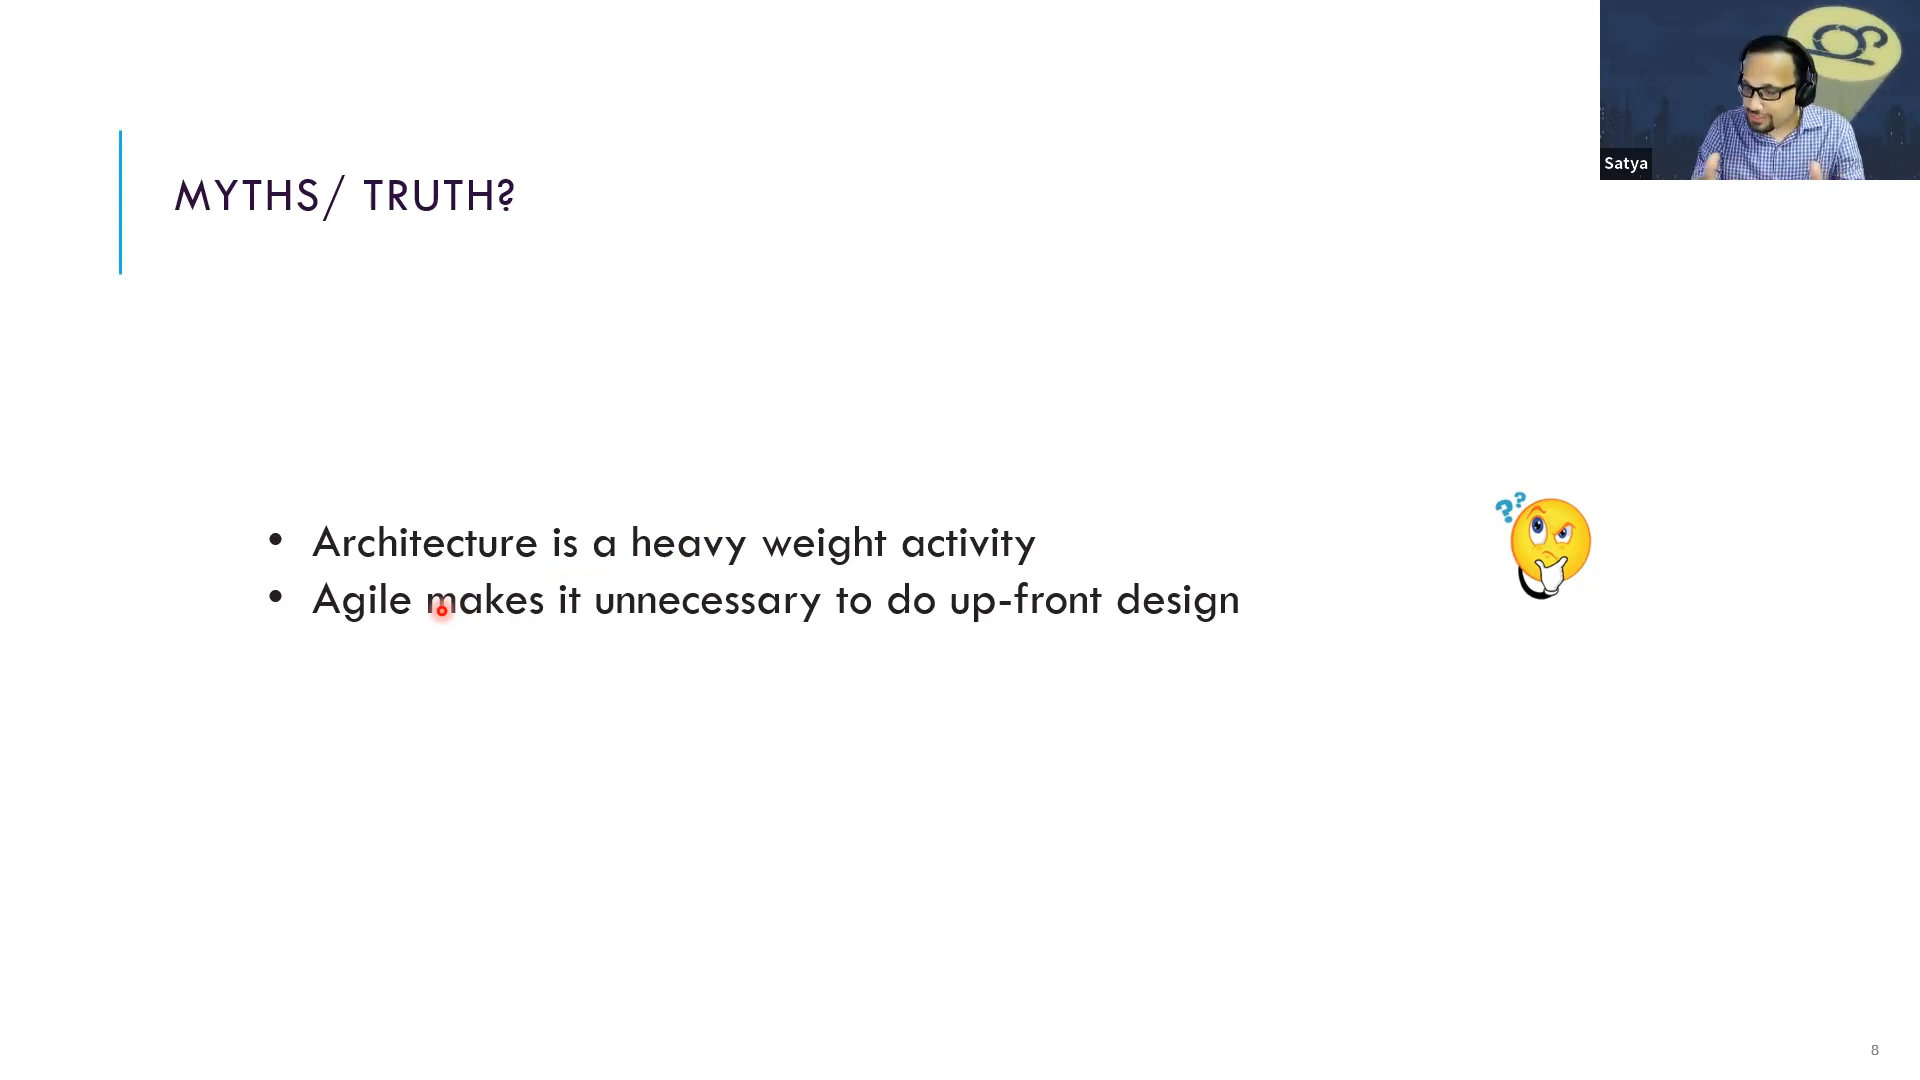 Satya
MYTHS/ TRUTH?
• Architecture is a heavy weight activity
• Agile makes it unnecessary to do up-front design
??
8